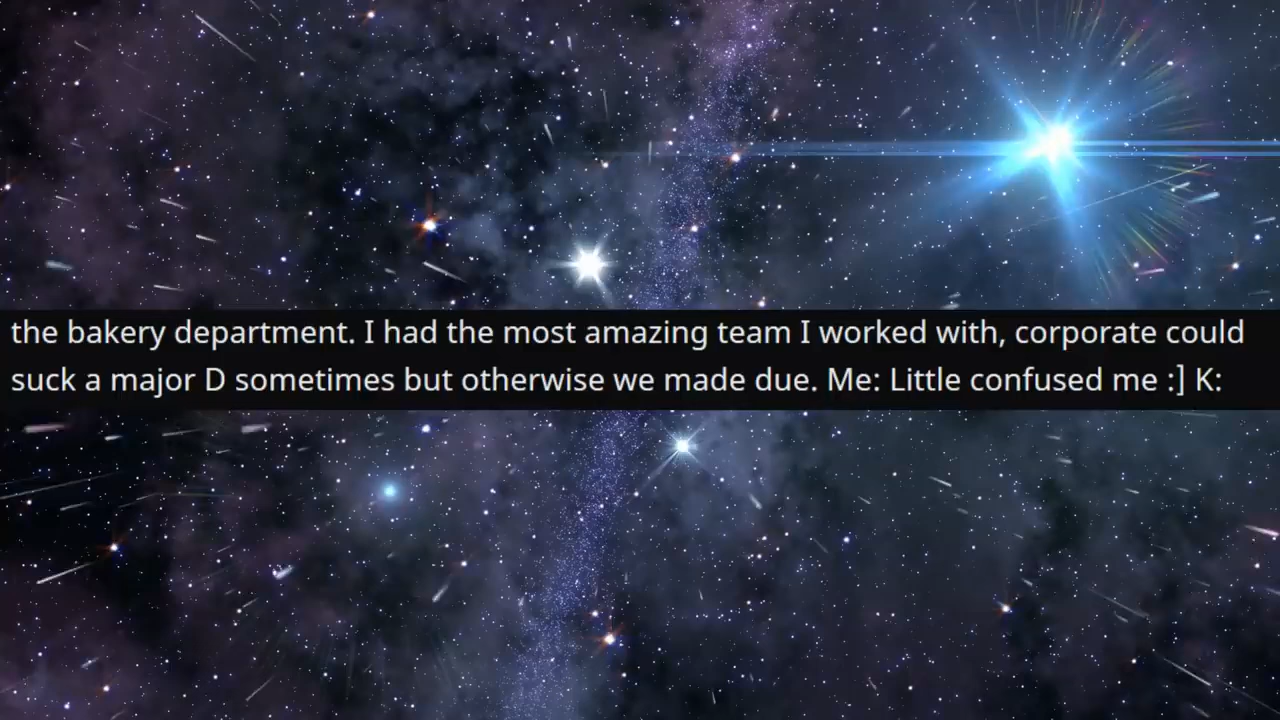 the bakery department. I had the most amazing team I worked with, corporate could
suck a major D sometimes but otherwise we made due. Me: Little confused me :] K: